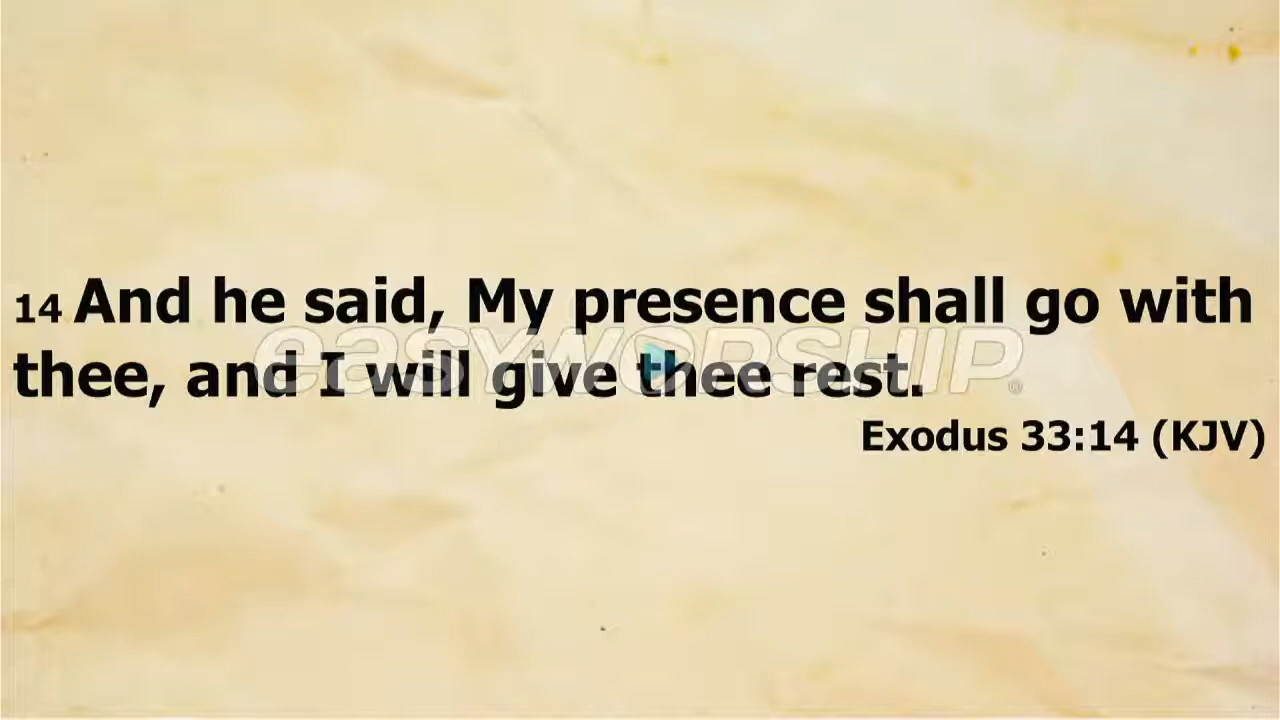 14 And he said, My presence shall go with
thee, and I will give thee rest.
easyworship®
Exodus 33:14 (KJV)